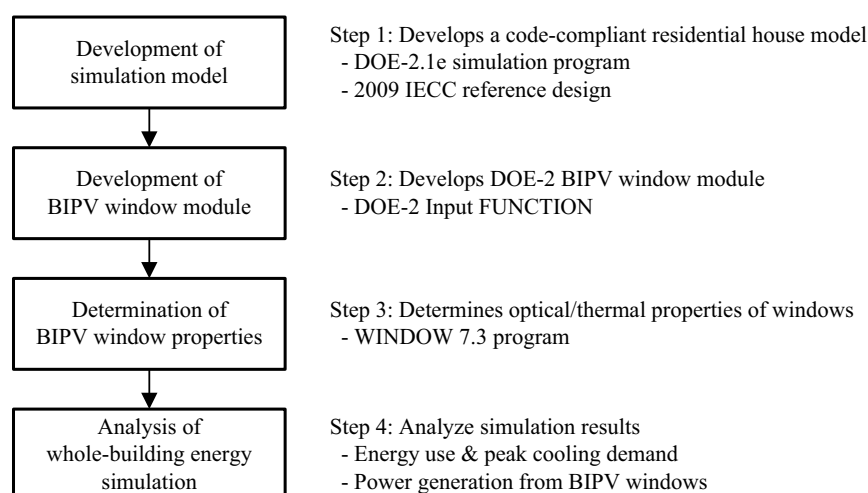 Development of
simulation model
Step 1: Develops a code-compliant residential house model
- DOE-2.1e simulation program
- 2009 IECC reference design
Development of
BIPV window module
Step 2: Develops DOE-2 BIPV window module
- DOE-2 Input FUNCTION
Determination of
BIPV window properties
Step 3: Determines optical/thermal properties of windows
- WINDOW 7.3 program
Analysis of
whole-building energy
simulation
Step 4: Analyze simulation results
- Energy use & peak cooling demand
- Power generation from BIPV windows